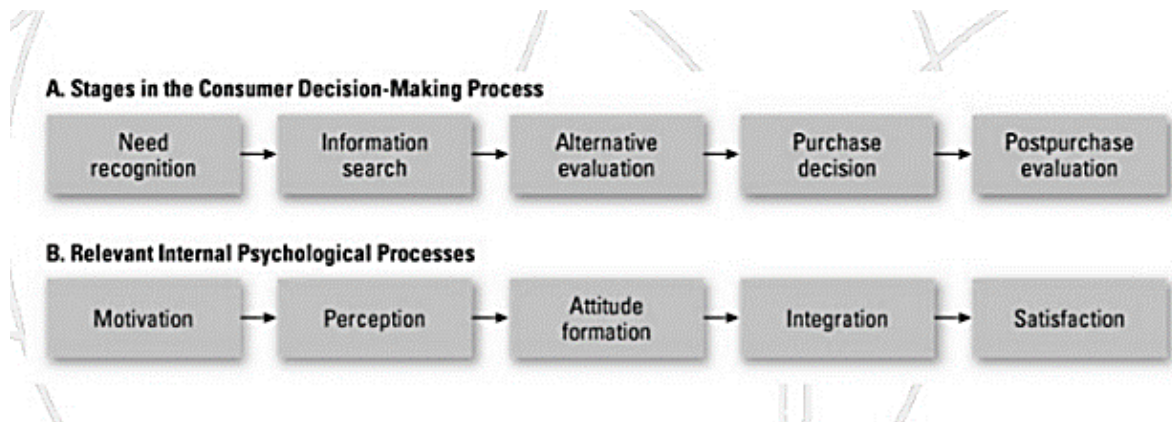 A. Stages in the Consumer Decision-Making Process
Need
recognition
Information
search
Alternative
evaluation
Purchase
decision
Postpurchase
evaluation
B. Relevant Internal Psychological Processes
Motivation
Perception
Attitude
formation
Integration
Satisfaction